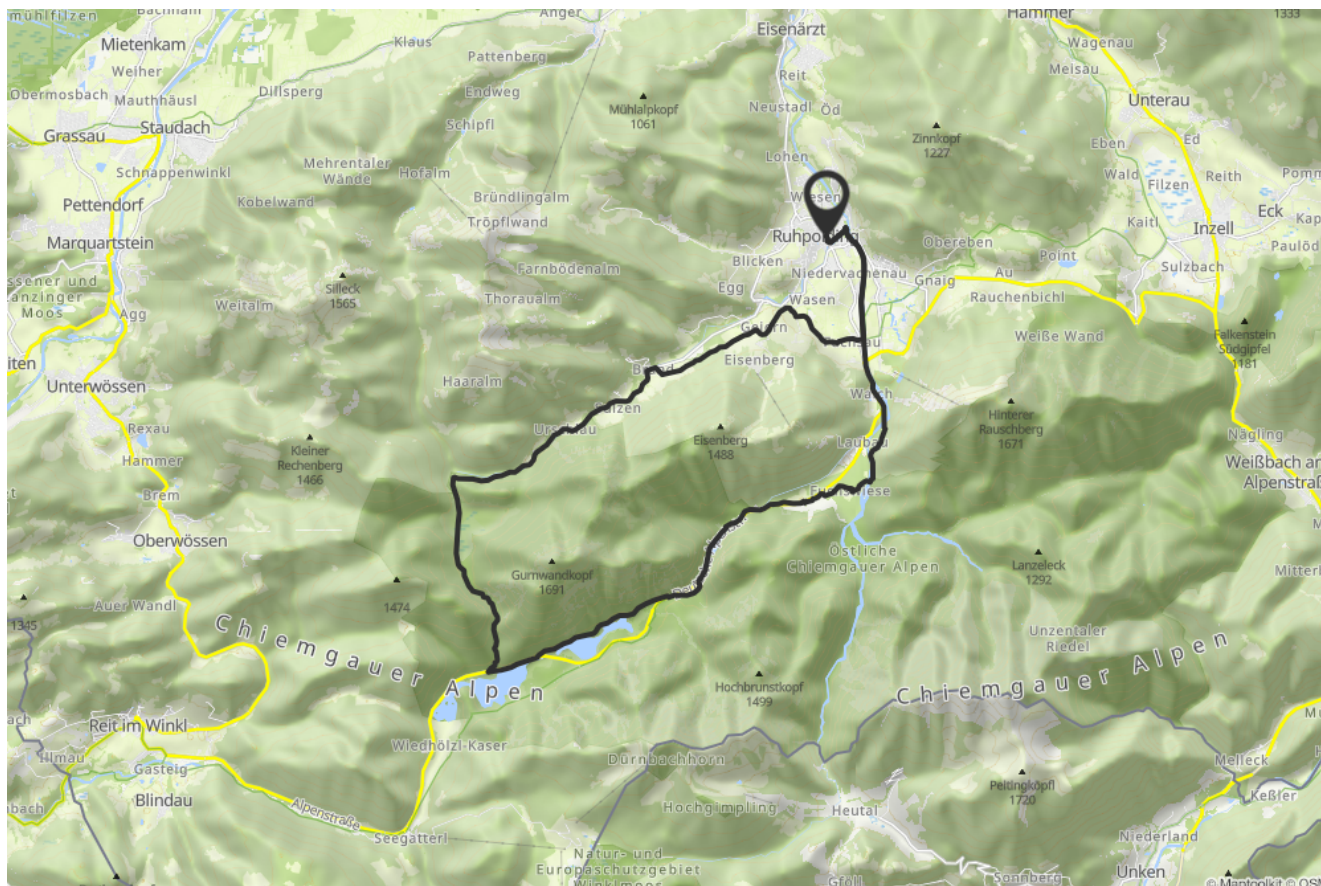 Hammer
1333
Anger
Eisenärzt
Klaus
Mietenkam
Pattenberg
Wagenau
Weiher
Reit
Meisau
Obermosbach
Mauthhäusl
Dillsperg
Endweg
Mühlalpkopf
1061
Neustadl
Öd
Unterau
Grassau
Staudach
Schipfl
Zinnkopf
1227
Ed
Eben
Mehrentaler
Wände
Hofalm
Lohen
Schnappenwinkl
Wald
Filzen
Reith
Pettendorf
Kobelwand
Bründlingalm
Tröpflwand
Kaitl
Eck
Marquartstein
Inzell
Obereben
Point
Blicken
Farnbödenalm
Niedervachenau
Gnaig
Au
Sulzbach
Silleck
1565
Egg
Weitalm
Thoraualm
Wasen
Rauchenbichl
Moos
Agg
Weiße Wand
Falkenstein
Südgipfel
1181
Eisenberg
Haaralm
Unterwössen
Hinterer
Rauschberg
1671
Rexau
Kleiner
Rechenberg
1466
Eisenberg
1488
Laubau
Nägling
Hammer
Weißbach an
Brem
Oberwössen
Östliche
Chiemgauer Alpen
Gurnwandkopf
1691
Lanzeleck
1292
1474
Auer Wandl
1345
Unzentaler
Riedel
Chiemgauer Alpen
Chiemgauer Alpen
Hochbrunstkopf
1499
Reit im Winkl
Wiedhölzl-Kaser
Dürnbachhorn
Melleck
Gasteig
Peitingköpfl
1720
Blindau
Hochgimpling
Heutal
Keßler
Alpenstraße
Seegatterl
Niederland
Natur- und
Europaschutzgebiet
Unken
Sonnberg
Gföll
© Maptoolkit © OSM